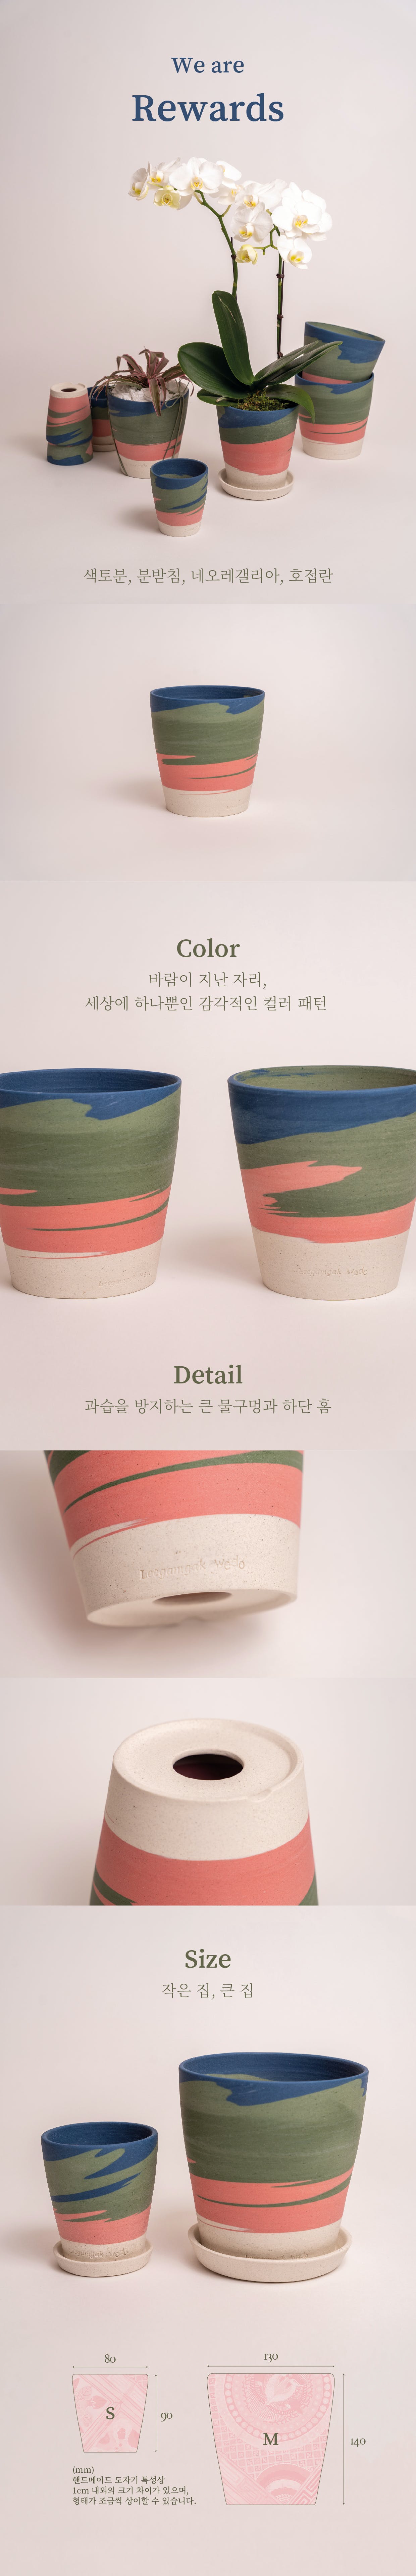 We are
Rewards
색토분, 분받침, 네오레갤리아, 호접란
Color
바람이 지난 자리,
세상에 하나뿐인 감각적인 컬러 패턴
Detail
과습을 방지하는 큰 물구멍과 하단 홈
Size
작은 집, 큰 집
80
130
S
90
M
140
(mm)
핸드메이드 도자기 특성상
1cm 내외의 크기 차이가 있으며,
형태가 조금씩 상이할 수 있습니다.